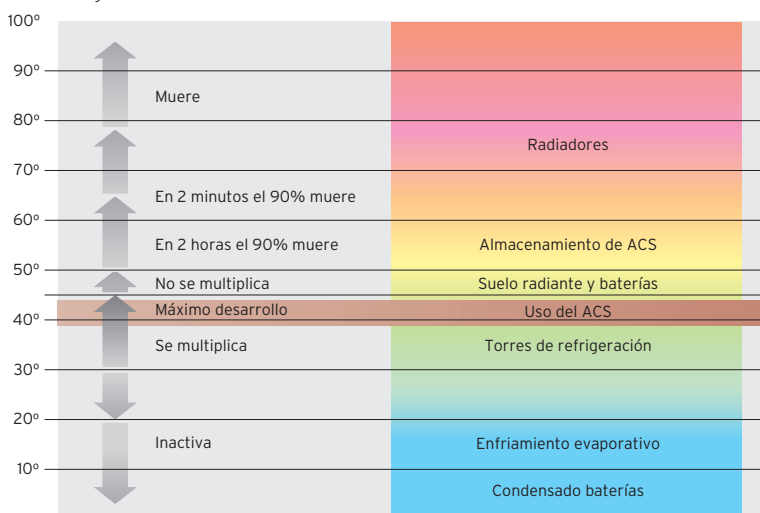 100º
90º
Muere
80º
Radiadores
70º
En 2 minutos el 90% muere
60º
En 2 horas el 90% muere
Almacenamiento de ACS
50º
No se multiplica
Suelo radiante y baterías
Máximo desarrollo
Uso del ACS
40º
Se multiplica
Torres de refrigeración
30º
20º
Inactiva
Enfriamiento evaporativo
10º
Condensado baterías